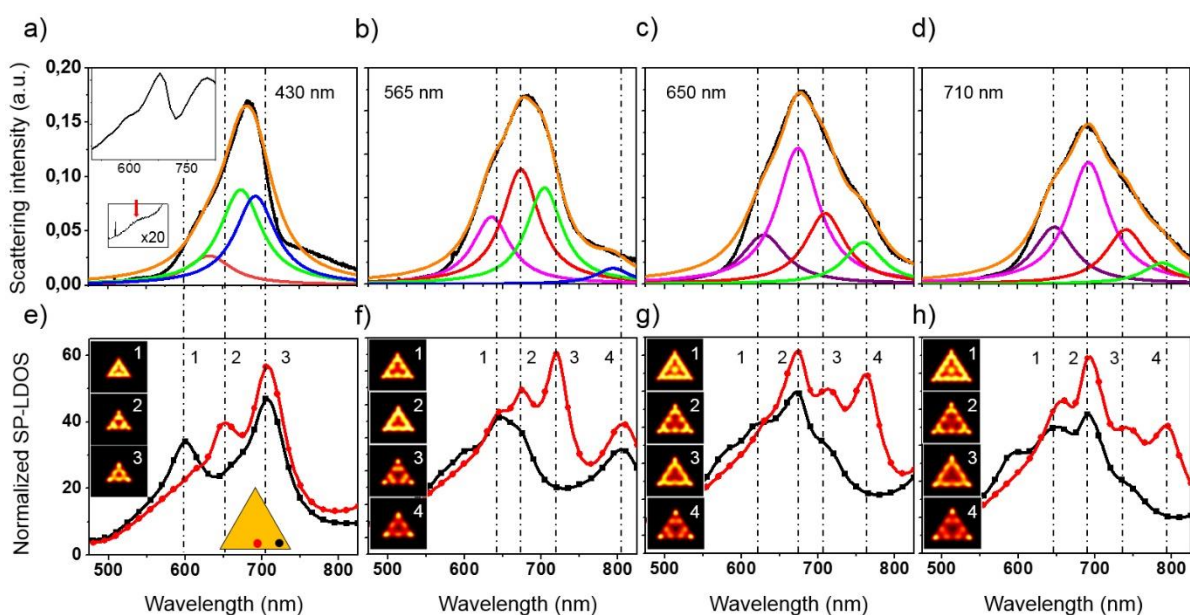 a)
b)
c)
d)
Scattering intensity (a.u.)
0,20
0,15
0,10
0,05
0,00
430 nm
565 nm
650 nm
710 nm
600 750
x20
e)
f)
g)
h)
Normalized SP-LDOS
60
40
20
0
1 2 3
1
2
3
1 2 3 4
1
2
3
4
1 2 3 4
1
2
3
4
1 2 3 4
1
2
3
4
500 600 700 800
500 600 700 800
500 600 700 800
500 600 700 800
Wavelength (nm)
Wavelength (nm)
Wavelength (nm)
Wavelength (nm)